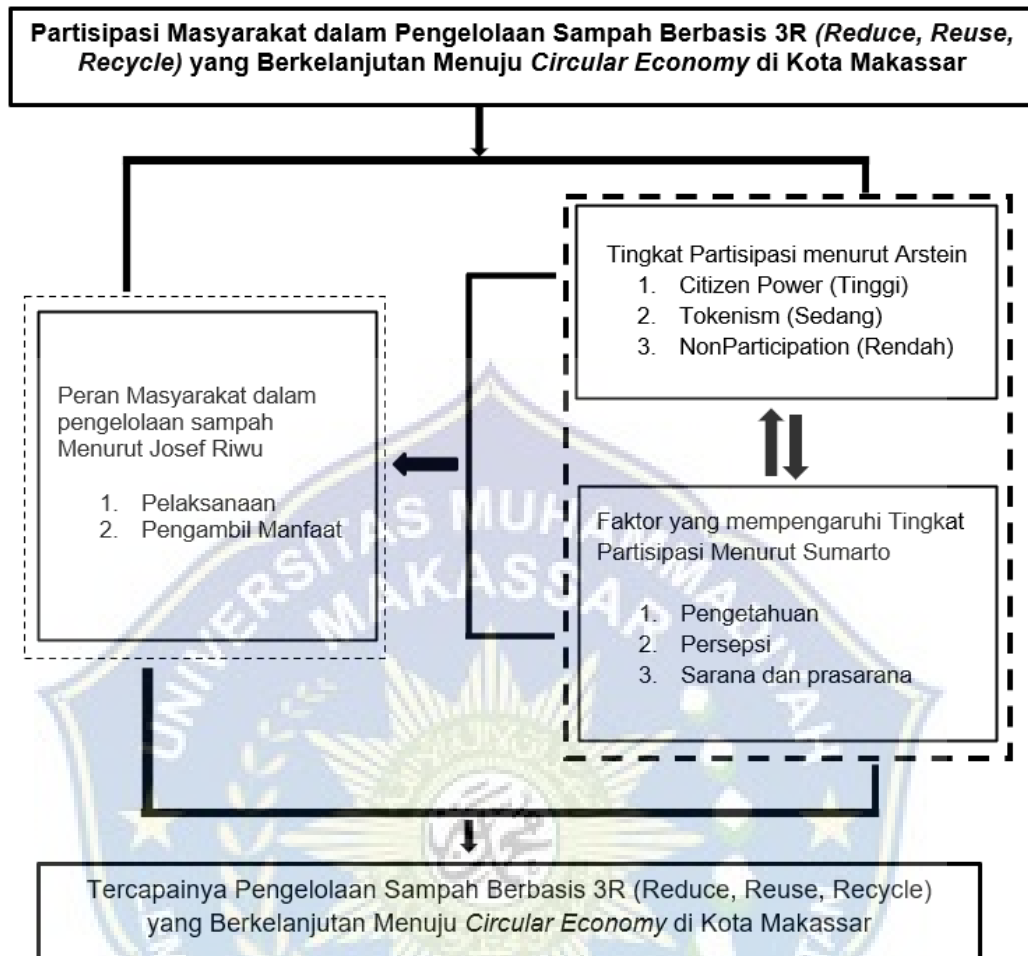 Partisipasi Masyarakat dalam Pengelolaan Sampah Berbasis 3R (Reduce, Reuse,
Recycle) yang Berkelanjutan Menuju Circular Economy di Kota Makassar
Tingkat Partisipasi menurut Arstein
1. Citizen Power (Tinggi)
2. Tokenism (Sedang)
3. NonParticipation (Rendah)
Peran Masyarakat dalam
pengelolaan sampah
Menurut Josef Riwu
1. Pelaksanaan
2. Pengambil Manfaat
Faktor yang mempengaruhi Tingkat
Partisipasi Menurut Sumarto
1. Pengetahuan
2. Persepsi
3. Sarana dan prasarana
UNIVERSITAS MUHAMMADIYAH
MAKASSAR
Tercapainya Pengelolaan Sampah Berbasis 3R (Reduce, Reuse, Recycle)
yang Berkelanjutan Menuju Circular Economy di Kota Makassar